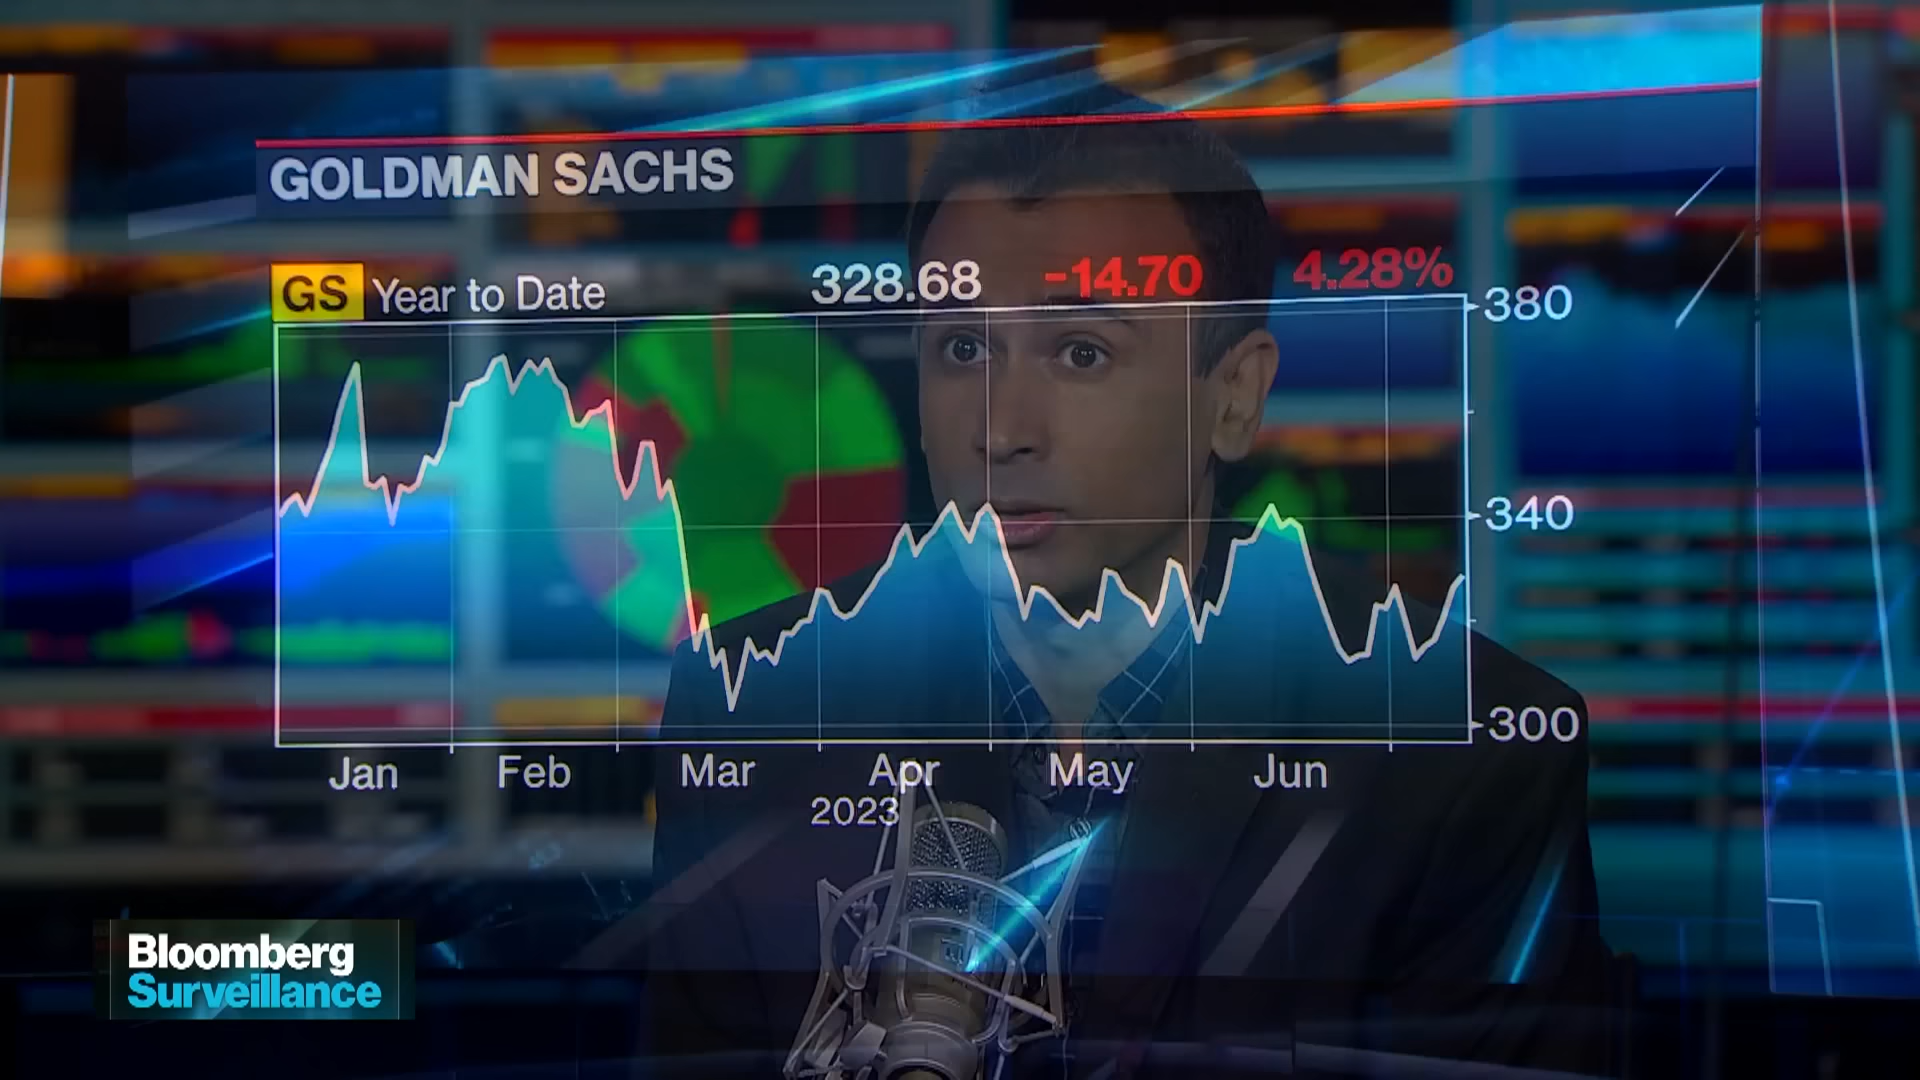 GOLDMAN SACHS
GS Year to Date 328.68 -14.70 4.28%
380
340
300
Jan Feb Mar Apr May Jun
2023
Bloomberg
Surveillance